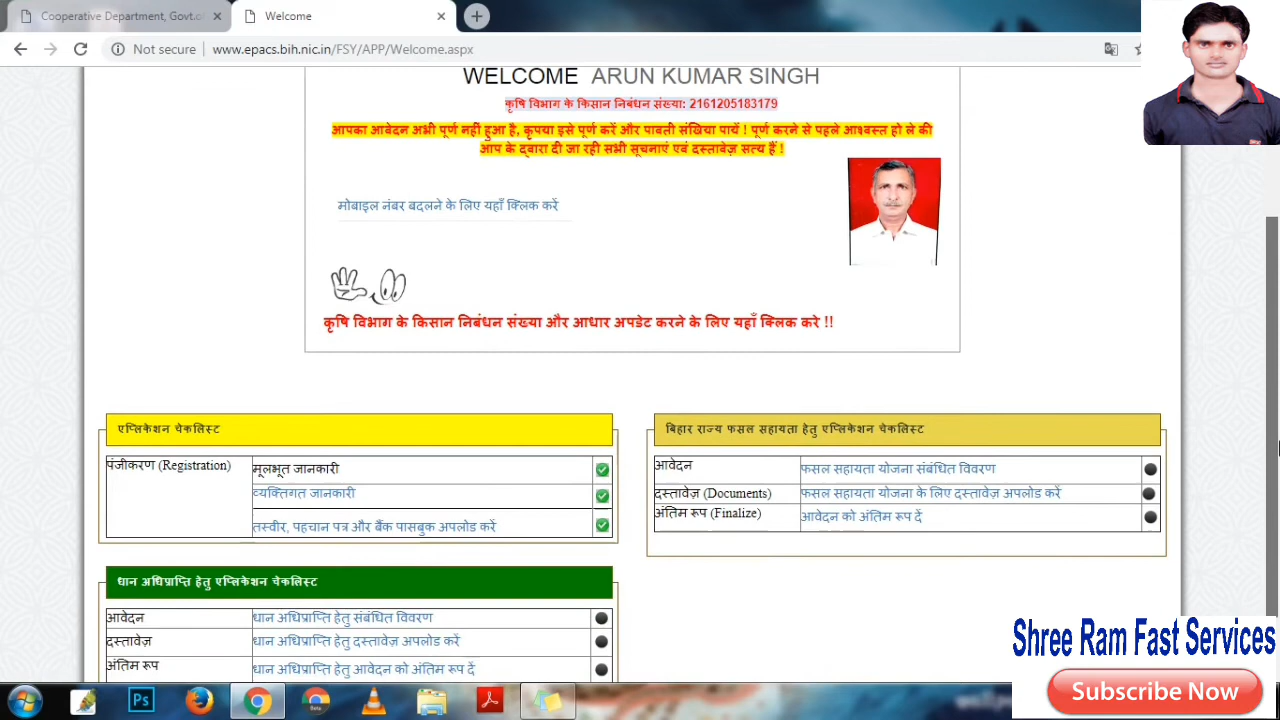 Cooperative Department, Govt.of
Welcome
Not secure | www.epacs.bih.nic.in/FSY/APP/Welcome.aspx
WELCOME ARUN KUMAR SINGH
कृषि विभाग के किसान निबंधन संख्या: 2161205183179
आपका आवेदन अभी पूर्ण नहीं हुआ है, कृपया इसे पूर्ण करें और पावती संखिया पायें ! पूर्ण करने से पहले आश्वस्त हो ले की
आप के द्बारा दी जा रही सभी सूचनाएं एवं दस्तावेज़ सत्य हैं !
मोबाइल नंबर बदलने के लिए यहाँ क्लिक करें
कृषि विभाग के किसान निबंधन संख्या और आधार अपडेट करने के लिए यहाँ क्लिक करे !!
एप्लिकेशन चेकलिस्ट
पंजीकरण (Registration) मूलभूत जानकारी
व्यक्तिगत जानकारी
तस्वीर, पहचान पत्र और बैंक पासबुक अपलोड करें
बिहार राज्य फसल सहायता हेतु एप्लिकेशन चेकलिस्ट
आवेदन फसल सहायता योजना संबंधित विवरण
दस्तावेज़ (Documents) फसल सहायता योजना के लिए दस्तावेज़ अपलोड करें
अंतिम रूप (Finalize) आवेदन को अंतिम रूप दें
धान अधिप्राप्ति हेतु एप्लिकेशन चेकलिस्ट
आवेदन धान अधिप्राप्ति हेतु संबंधित विवरण
दस्तावेज़ धान अधिप्राप्ति हेतु दस्तावेज़ अपलोड करें
अंतिम रूप धान अधिप्राप्ति हेतु आवेदन को अंतिम रूप दें
Shree Ram Fast Services
Subscribe Now
Ps
Beta